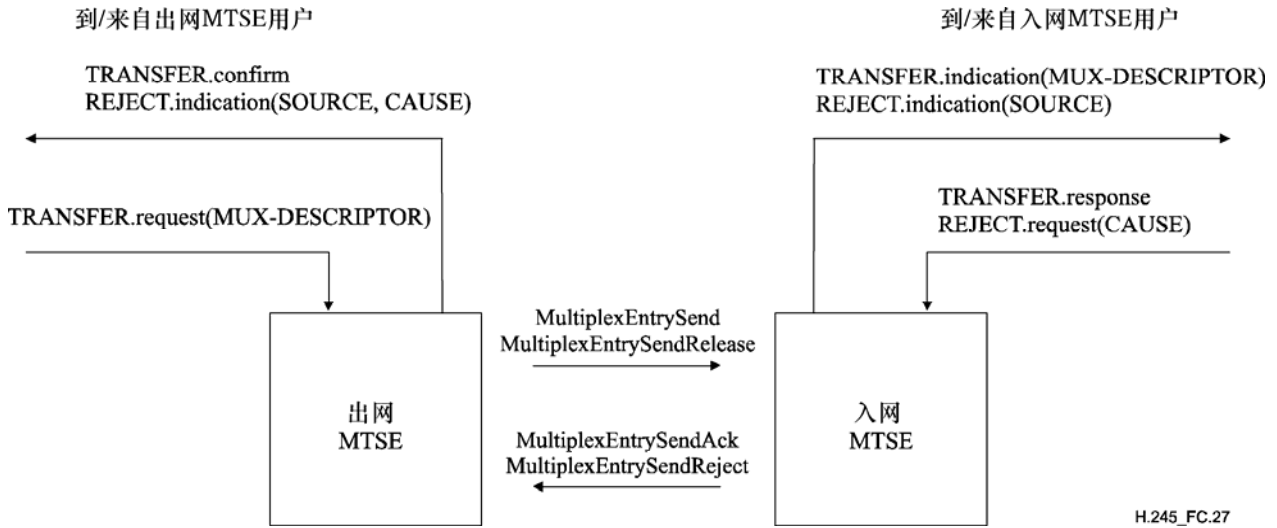 到/来自出网MTSE用户
到/来自入网MTSE用户
TRANSFER.confirm
REJECT.indication(SOURCE, CAUSE)
TRANSFER.indication(MUX-DESCRIPTOR)
REJECT.indication(SOURCE)
TRANSFER.request(MUX-DESCRIPTOR)
TRANSFER.response
REJECT.request(CAUSE)
MultiplexEntrySend
MultiplexEntrySendRelease
出网
MTSE
入网
MTSE
MultiplexEntrySendAck
MultiplexEntrySendReject
H.245_FC.27